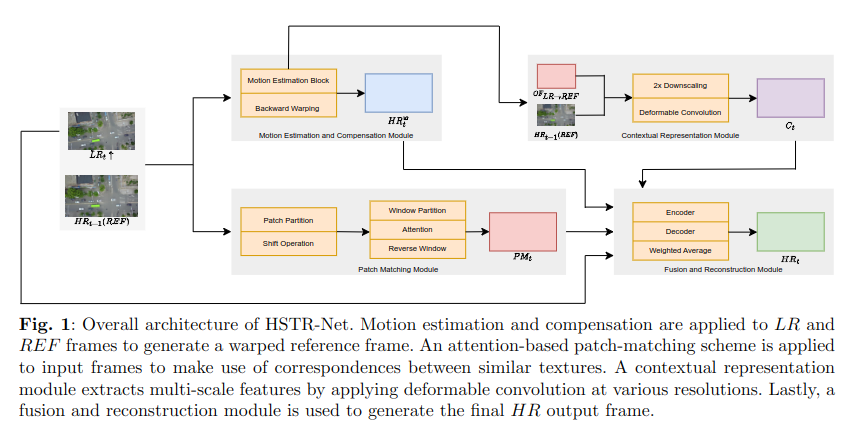 Motion Estimation Block
Backward Warping
HR_t^w
Motion Estimation and Compensation Module
OF_{LR→REF}
HR_{t−1}(REF)
2x Downscaling
Deformable Convolution
C_t
Contextual Representation Module
LR_t ↑
HR_{t−1}(REF)
Patch Partition
Shift Operation
Window Partition
Attention
Reverse Window
PM_t
Patch Matching Module
Encoder
Decoder
Weighted Average
HR_t
Fusion and Reconstruction Module
Fig. 1: Overall architecture of HSTR-Net. Motion estimation and compensation are applied to LR and
REF frames to generate a warped reference frame. An attention-based patch-matching scheme is applied
to input frames to make use of correspondences between similar textures. A contextual representation
module extracts multi-scale features by applying deformable convolution at various resolutions. Lastly, a
fusion and reconstruction module is used to generate the final HR output frame.